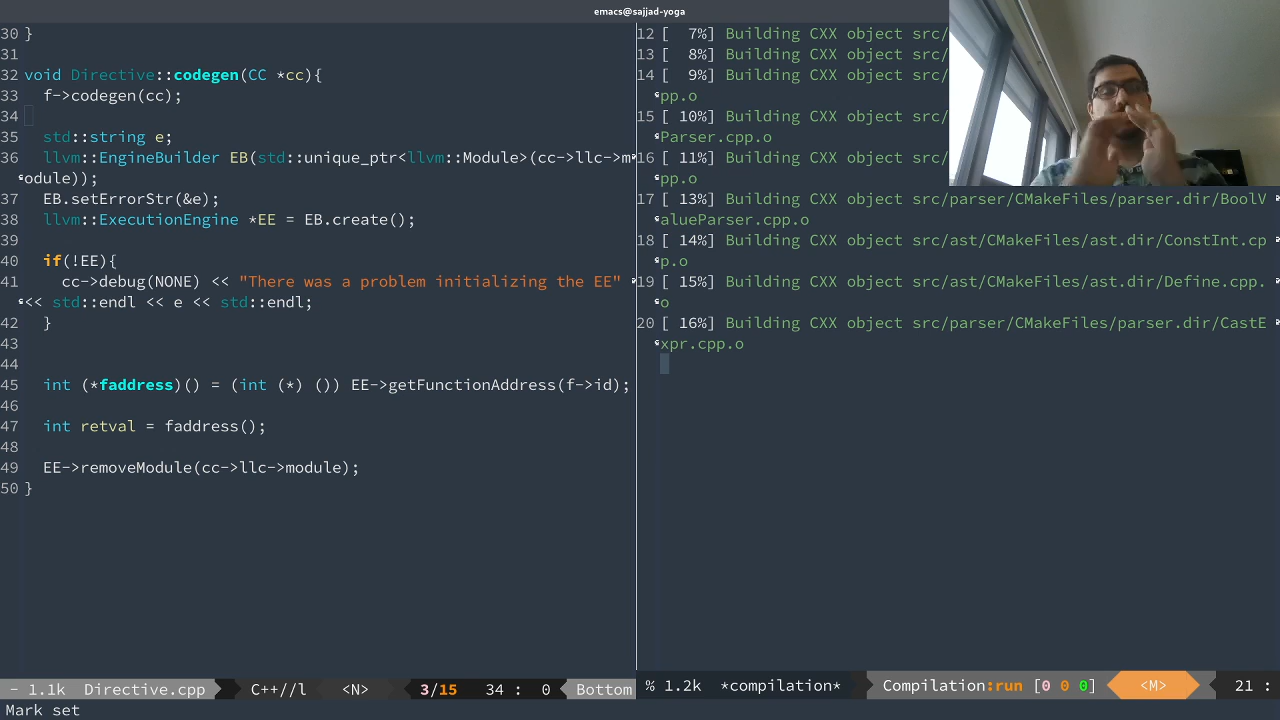 emacs@sajjad-yoga
30 }
31
32 void Directive::codegen(CC *cc){
33 f->codegen(cc);
34
35 std::string e;
36 llvm::EngineBuilder EB(std::unique_ptr<llvm::Module>(cc->llc->m
odule));
37 EB.setErrorStr(&e);
38 llvm::ExecutionEngine *EE = EB.create();
39
40 if(!EE){
41 cc->debug(NONE) << "There was a problem initializing the EE"
<< std::endl << e << std::endl;
42 }
43
44
45 int (*faddress)() = (int (*) ()) EE->getFunctionAddress(f->id);
46
47 int retval = faddress();
48
49 EE->removeModule(cc->llc->module);
50 }
12 [ 7%] Building CXX object src/
13 [ 8%] Building CXX object src/
14 [ 9%] Building CXX object src/
pp.o
15 [ 10%] Building CXX object src/
Parser.cpp.o
16 [ 11%] Building CXX object src/
pp.o
17 [ 13%] Building CXX object src/parser/CMakeFiles/parser.dir/BoolV
alueParser.cpp.o
18 [ 14%] Building CXX object src/ast/CMakeFiles/ast.dir/ConstInt.cp
p.o
19 [ 15%] Building CXX object src/ast/CMakeFiles/ast.dir/Define.cpp.
o
20 [ 16%] Building CXX object src/parser/CMakeFiles/parser.dir/CastE
xpr.cpp.o
- 1.1k Directive.cpp C++//l <N> 3/15 34 : 0 Bottom
% 1.2k *compilation* Compilation:run [0 0 0] <M> 21 :
Mark set